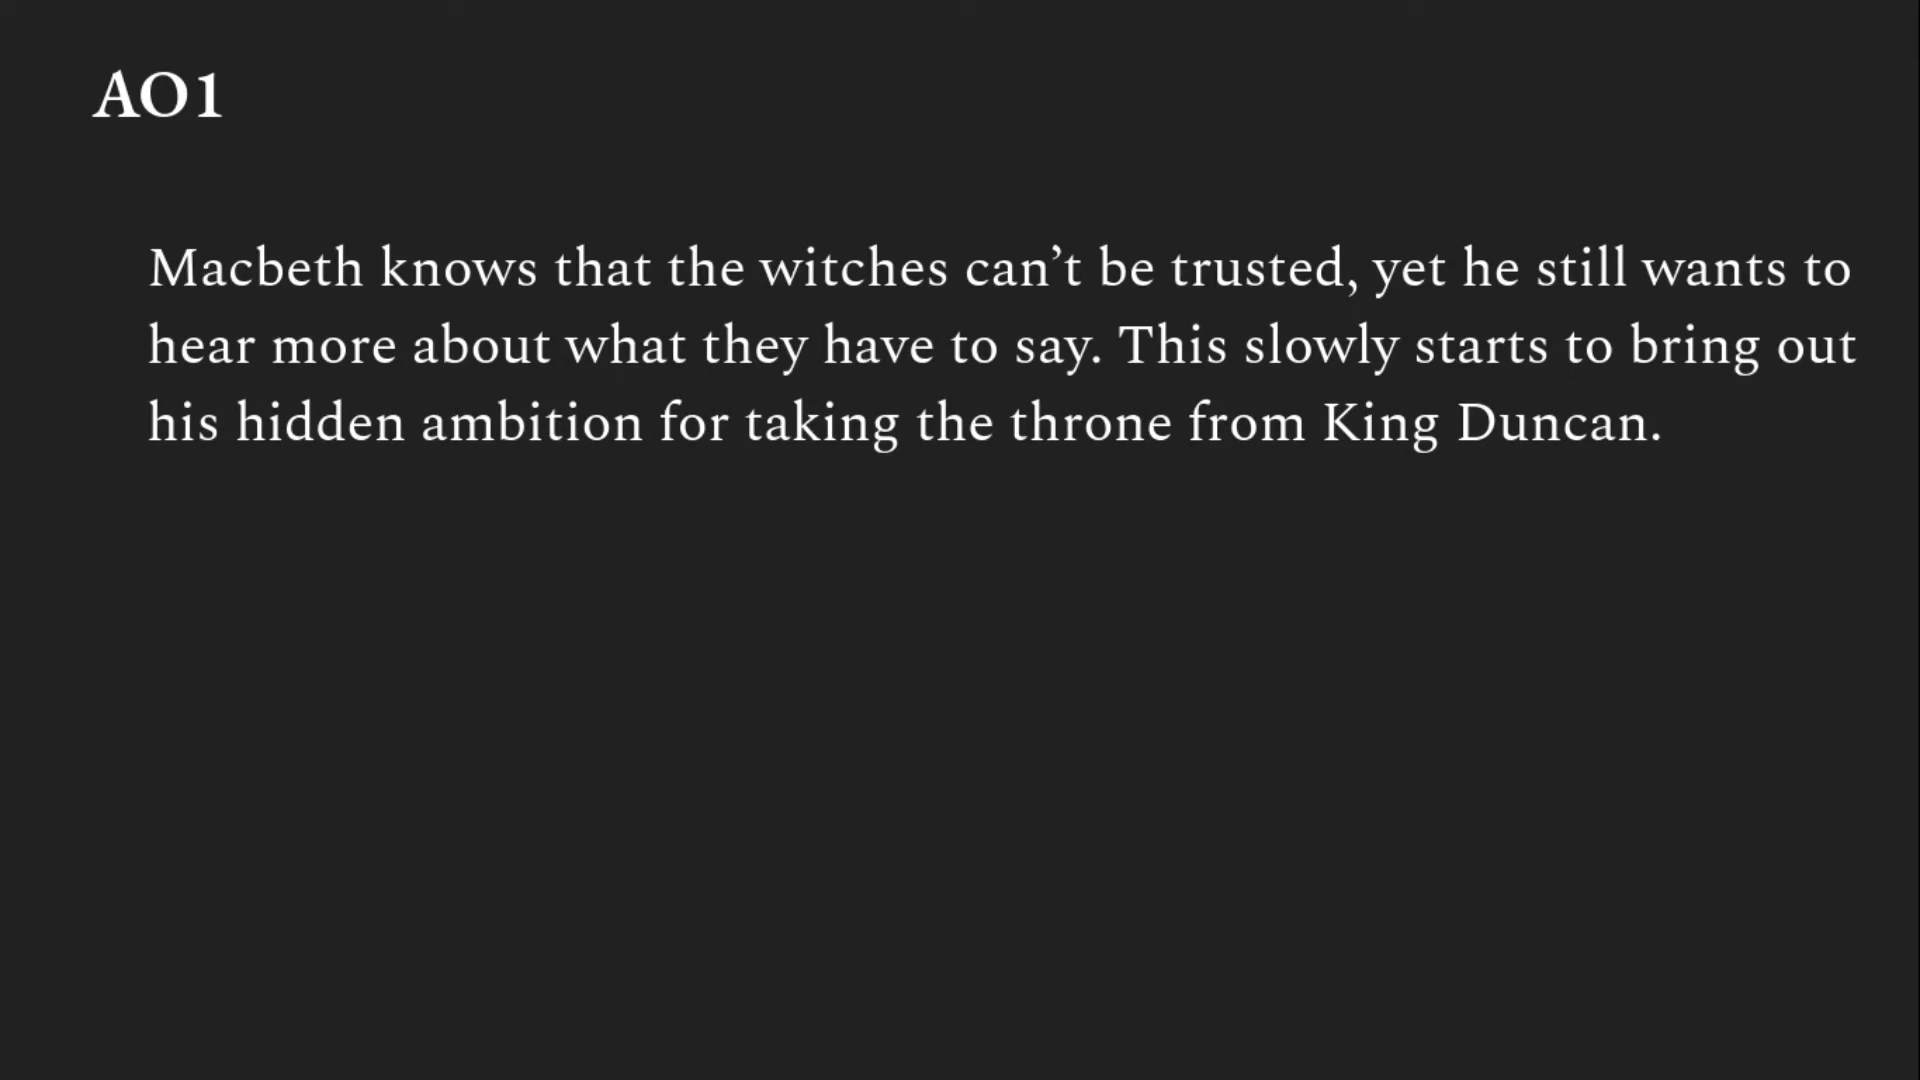 AO1
Macbeth knows that the witches can’t be trusted, yet he still wants to
hear more about what they have to say. This slowly starts to bring out
his hidden ambition for taking the throne from King Duncan.